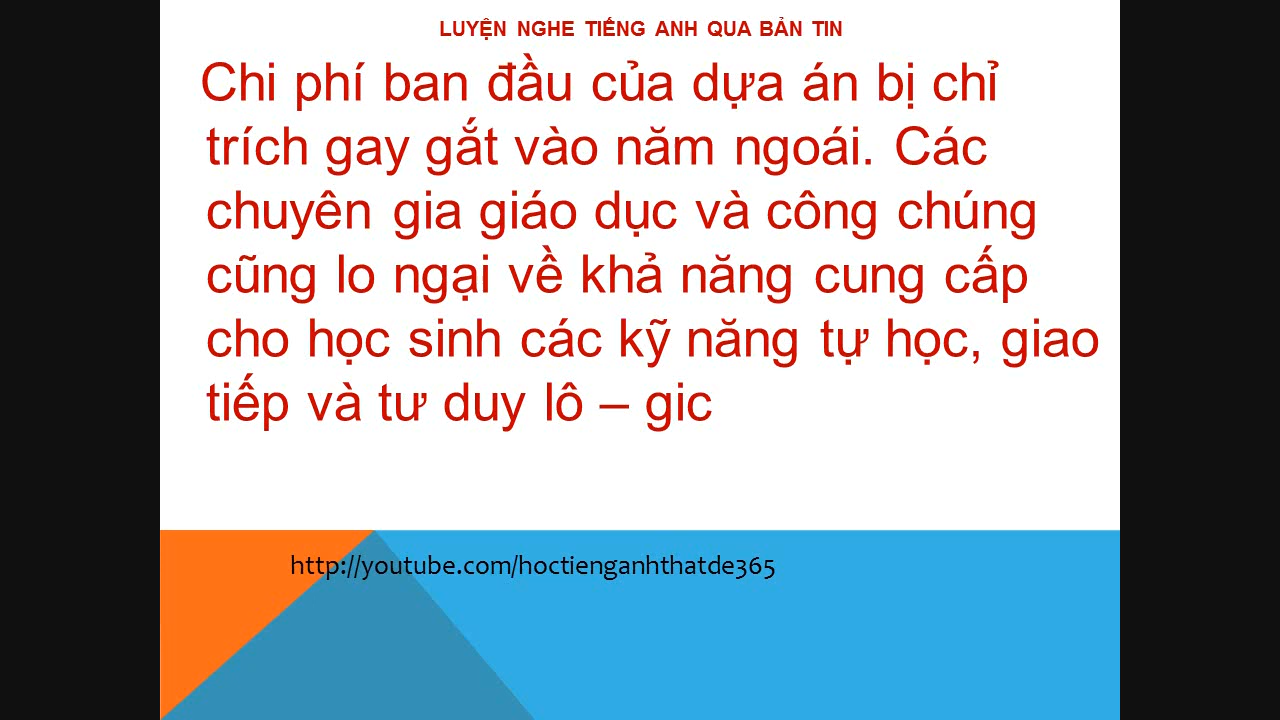 LUYỆN NGHE TIẾNG ANH QUA BẢN TIN
Chi phí ban đầu của dựa án bị chỉ
trích gay gắt vào năm ngoái. Các
chuyên gia giáo dục và công chúng
cũng lo ngại về khả năng cung cấp
cho học sinh các kỹ năng tự học, giao
tiếp và tư duy lô – gic
http://youtube.com/hoctienganhthatde365